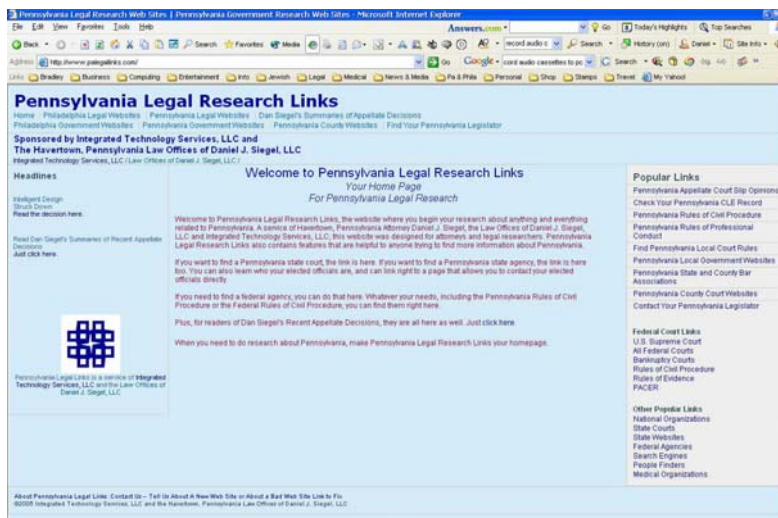 Pennsylvania Legal Research Web Sites | Pennsylvania Government Research Web Sites - Microsoft Internet Explorer
File Edit View Favorites Tools Help
Answers.com Go Today's Highlights Top Searches
Back Search Favorites Media record audio c Search History (on) Daniel Site Info
Address http://www.palegallinks.com/ Go Google cord audio cassettes to pc Search
Links Bradley Business Computing Entertainment Info Jewish Legal Medical News & Media Pa & Phila Personal Shop Stamps Travel My Yahoo!
Pennsylvania Legal Research Links
Home Philadelphia Legal Websites Pennsylvania Legal Websites Dan Siegel's Summaries of Appellate Decisions
Philadelphia Government Websites Pennsylvania Government Websites Pennsylvania County Websites Find Your Pennsylvania Legislator
Sponsored by Integrated Technology Services, LLC and
The Havertown, Pennsylvania Law
Offices of Daniel J. Siegel, LLC
Integrated Technology Services, LLC / Law Offices of Daniel J. Siegel, LLC /
Headlines
Intelligent Design
Struck Down
Read the decision here.
Read Dan Siegel's Summaries of Recent Appellate
Decisions
Just click here.
Pennsylvania Legal Links is a service of Integrated
Technology Services, LLC and the Law Offices of
Daniel J. Siegel, LLC
Welcome to Pennsylvania Legal Research Links
Your Home Page
For Pennsylvania Legal Research
Welcome to Pennsylvania Legal Research Links, the website where you begin your research about anything and everything
related to Pennsylvania. A service of Havertown, Pennsylvania Attorney Daniel J. Siegel, the Law Offices of Daniel J. Siegel,
LLC and Integrated Technology Services, LLC, this website was designed for attorneys and legal researchers. Pennsylvania
Legal Research Links also contains features that are helpful to anyone trying to find more information about Pennsylvania.
If you want to find a Pennsylvania state court, the link is here. If you want to find a Pennsylvania state agency, the link is here
too. You can also learn who your elected officials are, and can link right to a page that allows you to contact your elected
officials directly.
If you need to find a federal agency, you can do that here. Whatever your needs, including the Pennsylvania Rules of Civil
Procedure or the Federal Rules of Civil Procedure, you can find them right here.
Plus, for readers of Dan Siegel's Recent Appellate Decisions, they are all here as well. Just click here.
When you need to do research about Pennsylvania, make Pennsylvania Legal Research Links your homepage.
Popular Links
Pennsylvania Appellate Court Slip Opinions
Check Your Pennsylvania CLE Record
Pennsylvania Rules of Civil Procedure
Pennsylvania Rules of Professional
Conduct
Find Pennsylvania Local Court Rules
Pennsylvania Local Government Websites
Pennsylvania State and County Bar
Associations
Pennsylvania County Court Websites
Contact Your Pennsylvania Legislator
Federal Court Links
U.S. Supreme Court
All Federal Courts
Bankruptcy Courts
Rules of Civil Procedure
Rules of Evidence
PACER
Other Popular Links
National Organizations
State Courts
State Websites
Federal Agencies
Search Engines
People Finders
Medical Organizations
About Pennsylvania Legal Links Contact Us – Tell Us About A New Web Site or About a Bad Web Site Link to Fix
©2005 Integrated Technology Services, LLC and the Havertown, Pennsylvania Law Offices of Daniel J. Siegel, LLC